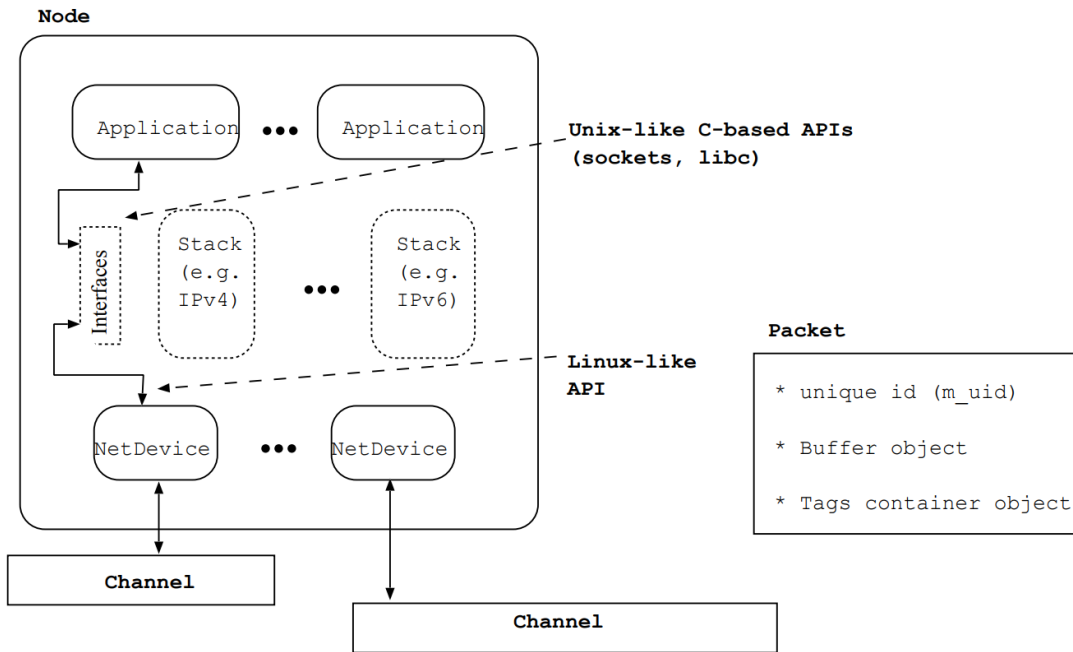 Node
Application
Application
Unix-like C-based APIs
(sockets, libc)
Interfaces
Stack
(e.g.
IPv4)
Stack
(e.g.
IPv6)
Linux-like
API
NetDevice
NetDevice
Channel
Channel
Packet
* unique id (m_uid)
* Buffer object
* Tags container object